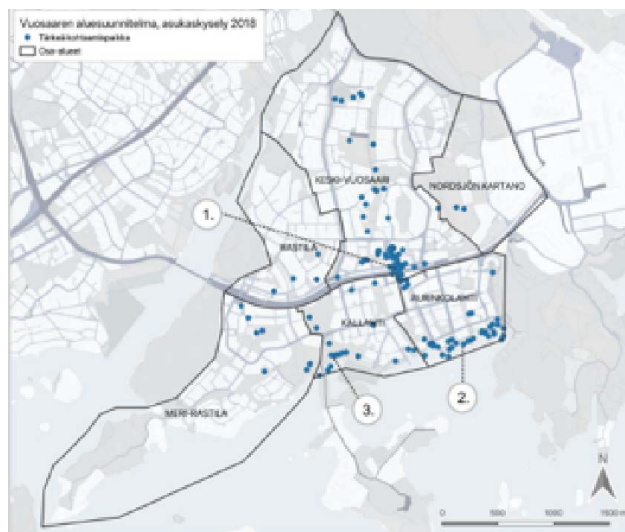 Vuosaaren aluesuunnitelma, asukaskysely 2018
Tärkeä kohtaamispaikka
Osa-alueet
KESKI-VUOSAARI
NORDSJÖN KARTANO
1.
RASTILA
AURINKOLAHTI
KALLAHTI
MERI-RASTILA
3.
2.
N
0 500 1000 1500 m